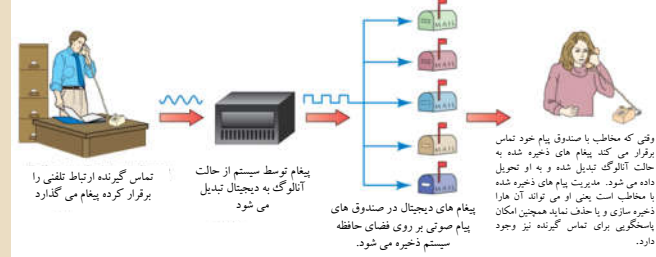 تماس گیرنده ارتباط تلفنی را
برقرار کرده پیغام می گذارد
پیغام توسط سیستم از حالت
آنالوگ به دیجیتال تبدیل
می شود
MAIL
MAIL
MAIL
MAIL
MAIL
پیغام های دیجیتال در صندوق های
پیام صوتی بر روی فضای حافظه
سیستم ذخیره می شود.
وقتی که مخاطب با صندوق پیام خود تماس
برقرار می کند پیغام های ذخیره شده به
حالت آنالوگ تبدیل شده و به او تحویل
داده می شود. مدیریت پیام های ذخیره شده
با مخاطب است یعنی او می تواند آن هارا
ذخیره سازی و یا حذف نماید همچنین امکان
پاسخگویی برای تماس گیرنده نیز وجود
دارد.